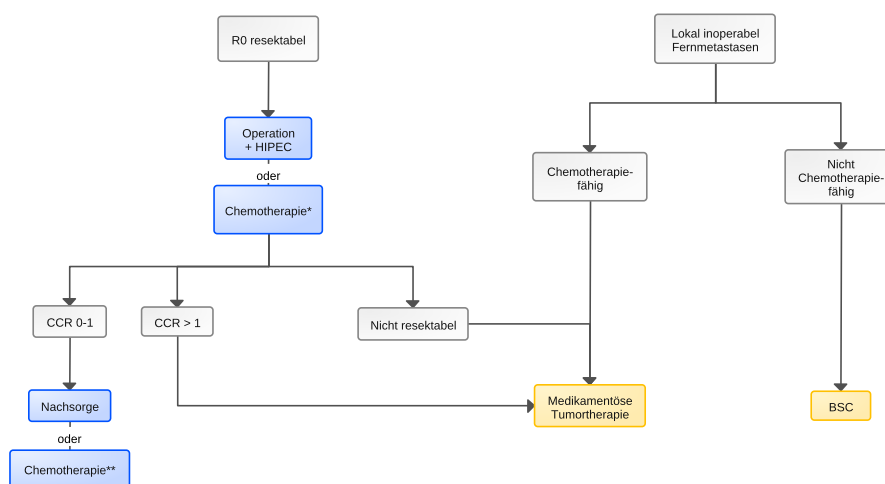 R0 resektabel
Lokal inoperabel
Fernmetastasen
Operation
+ HIPEC
oder
Chemotherapie*
Chemotherapie-
fähig
Nicht
Chemotherapie-
fähig
CCR 0-1
CCR > 1
Nicht resektabel
Nachsorge
oder
Chemotherapie**
Medikamentöse
Tumortherapie
BSC